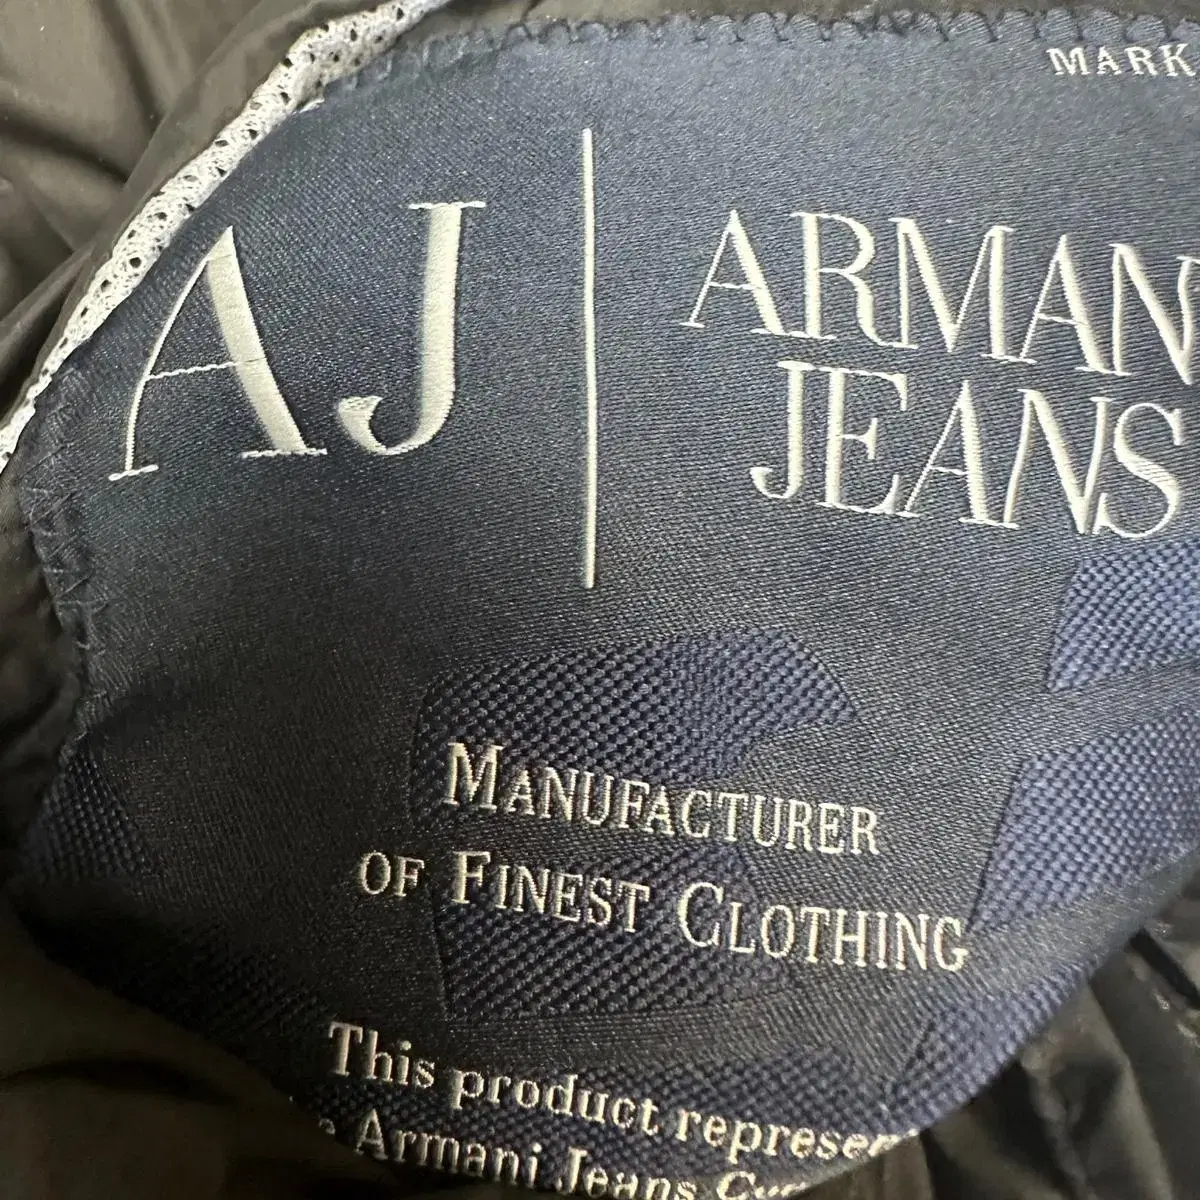 MARK
AJ
ARMAN
JEANS
MANUFACTURER
OF FINEST CLOTHING
This product represen
Armani Jeans